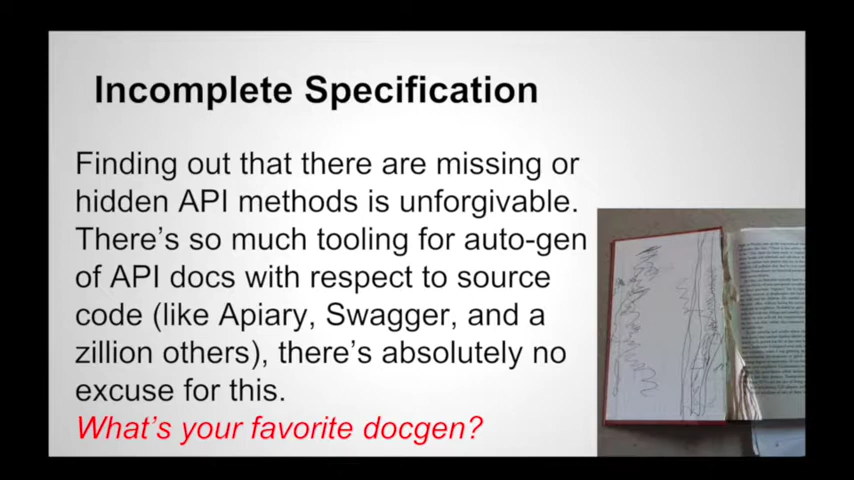 Incomplete Specification
Finding out that there are missing or
hidden API methods is unforgivable.
There's so much tooling for auto-gen
of API docs with respect to source
code (like Apiary, Swagger, and a
zillion others), there's absolutely no
excuse for this.
What's your favorite docgen?